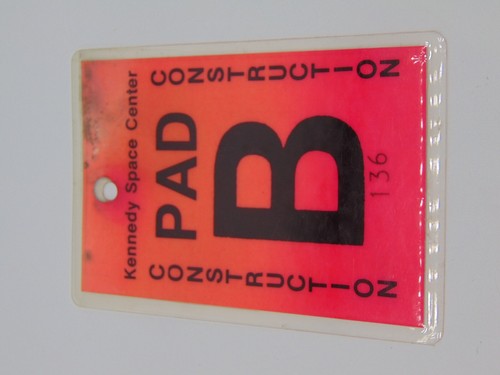 Kennedy Space Center
CONSTRUCTION
PAD
B
136
CONSTRUCTION